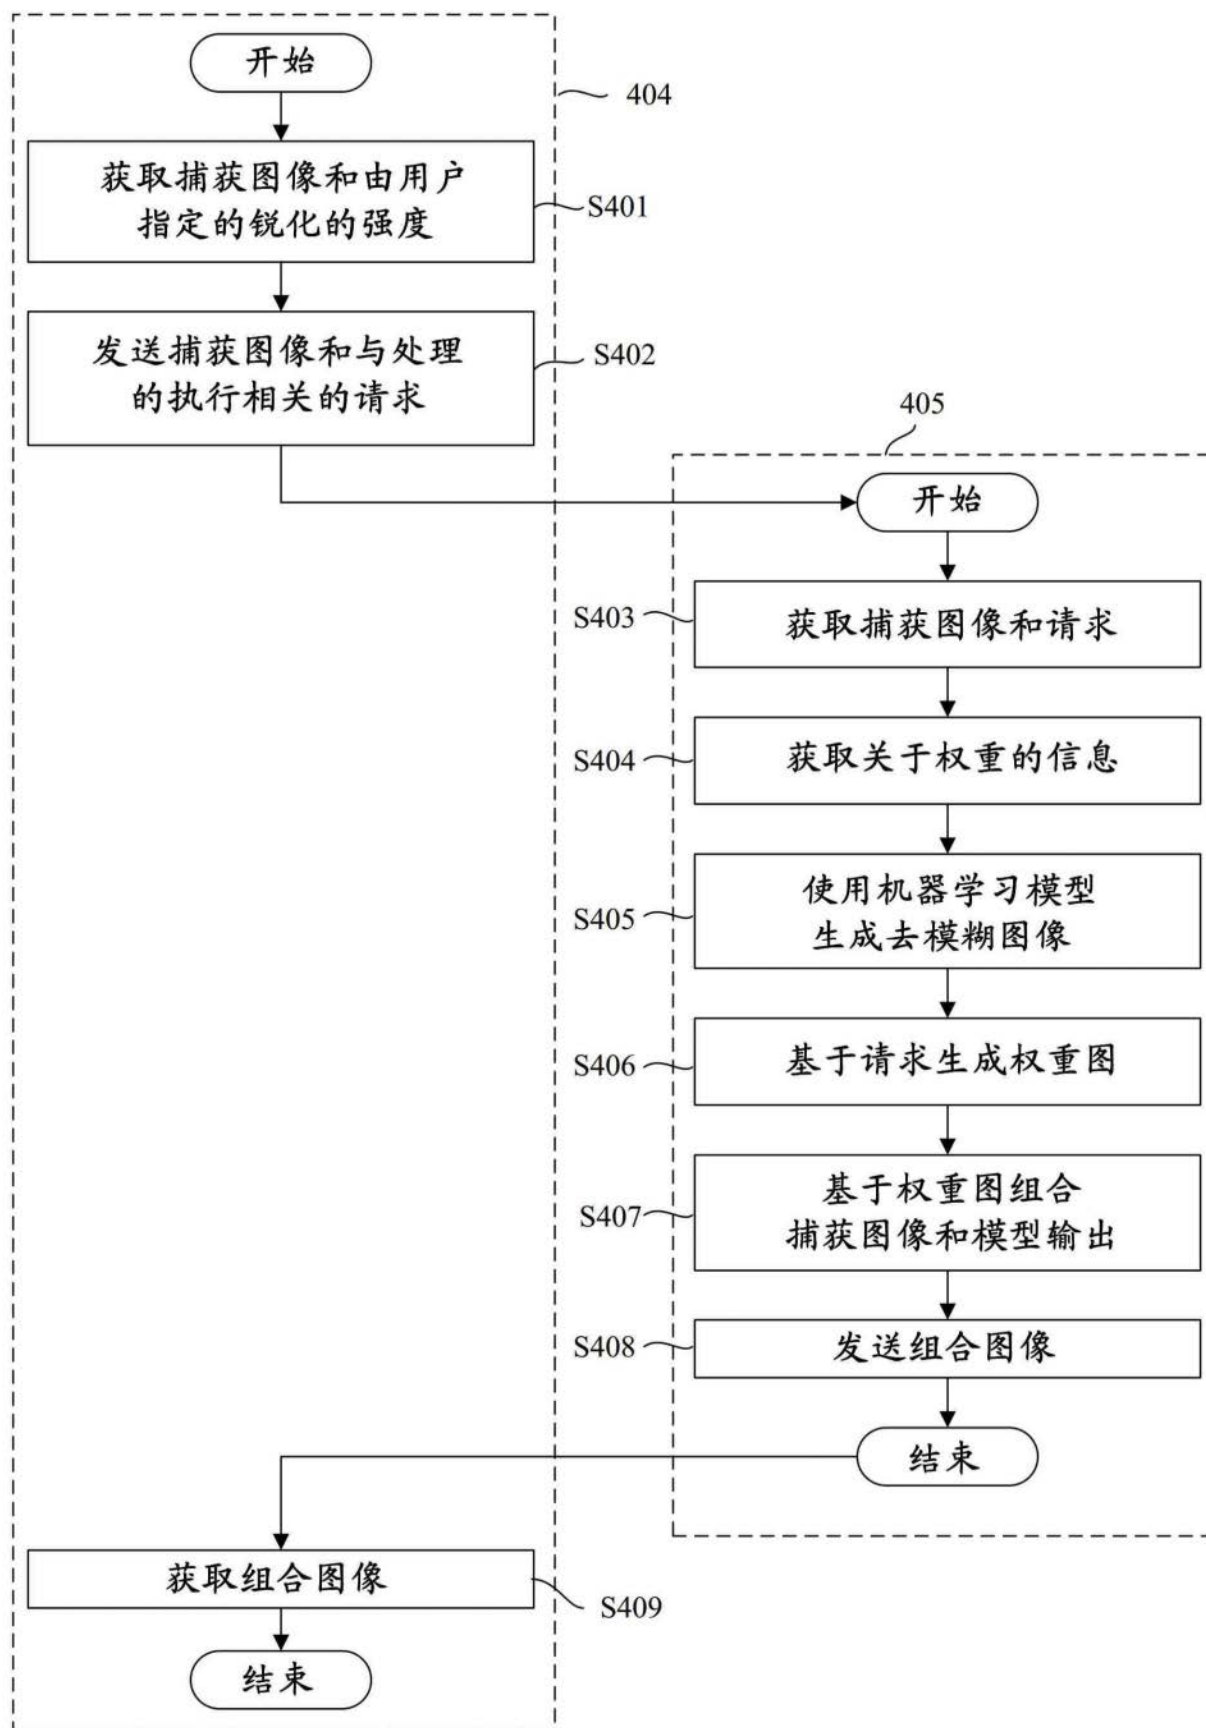 开始
404
获取捕获图像和由用户
指定的锐化的强度
S401
发送捕获图像和与处理
的执行相关的请求
S402
405
开始
S403
获取捕获图像和请求
S404
获取关于权重的信息
S405
使用机器学习模型
生成去模糊图像
S406
基于请求生成权重图
S407
基于权重图组合
捕获图像和模型输出
S408
发送组合图像
结束
获取组合图像
S409
结束